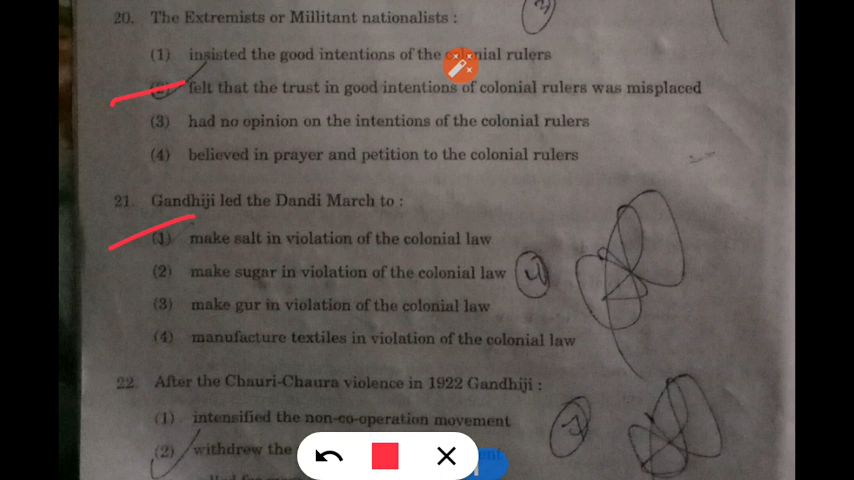 20. The Extremists or Millitant nationalists :
(1) insisted the good intentions of the colonial rulers
(2) felt that the trust in good intentions of colonial rulers was misplaced
(3) had no opinion on the intentions of the colonial rulers
(4) believed in prayer and petition to the colonial rulers
21. Gandhiji led the Dandi March to :
(1) make salt in violation of the colonial law
(2) make sugar in violation of the colonial law
(3) make gur in violation of the colonial law
(4) manufacture textiles in violation of the colonial law
22. After the Chauri-Chaura violence in 1922 Gandhiji :
(1) intensified the non-co-operation movement
(2) withdrew the